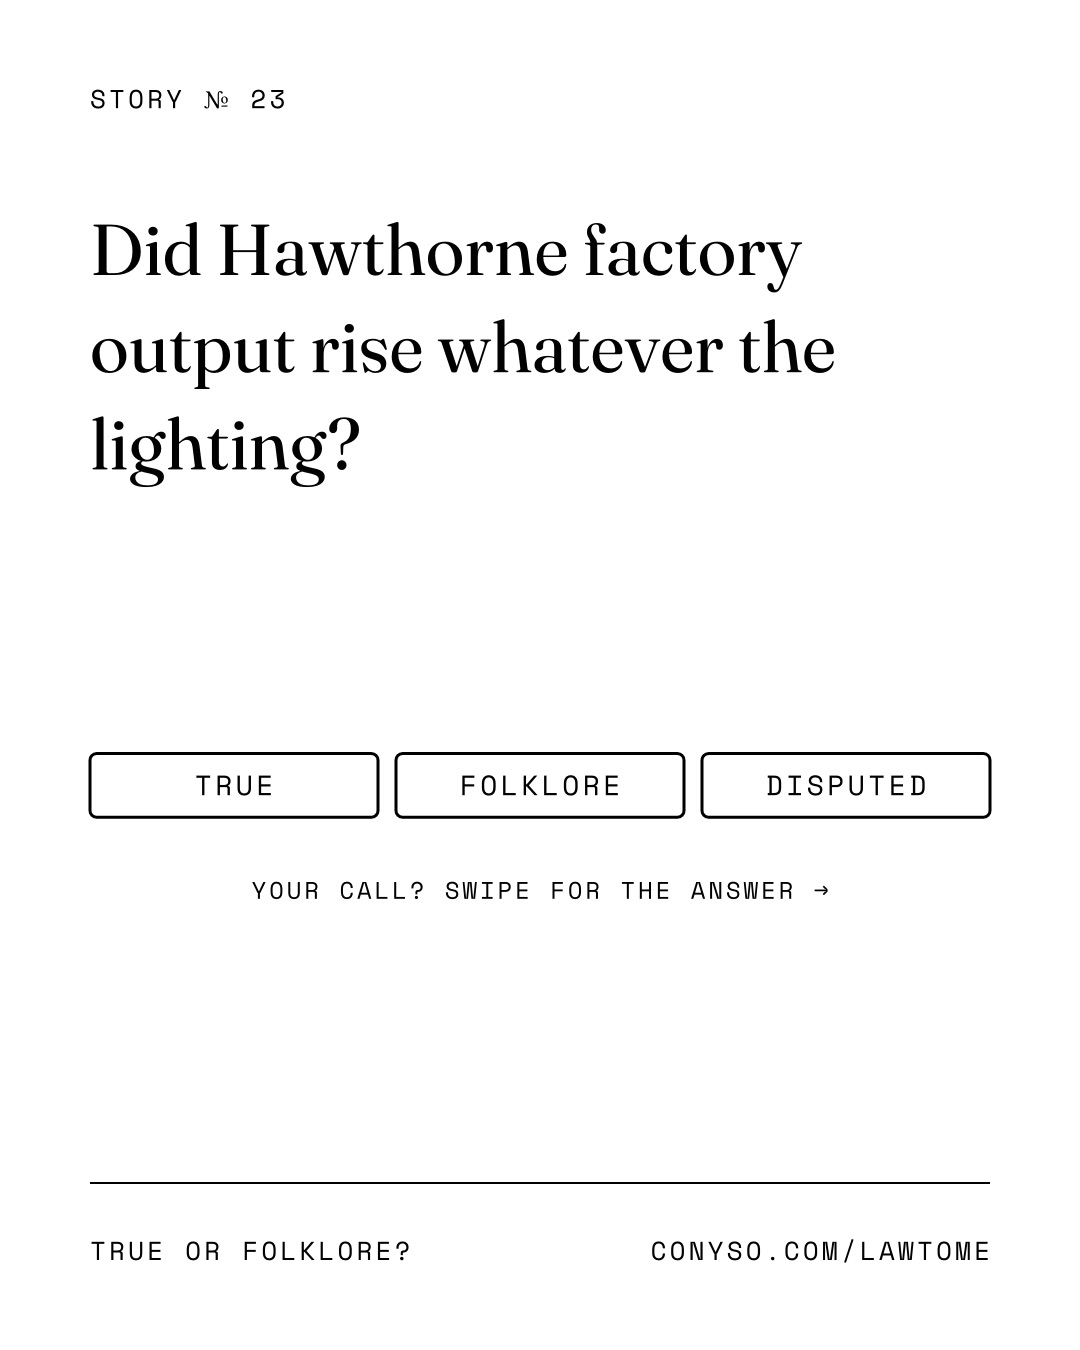 STORY № 23
Did Hawthorne factory
output rise whatever the
lighting?
TRUE
FOLKLORE
DISPUTED
YOUR CALL? SWIPE FOR THE ANSWER →
TRUE OR FOLKLORE?
CONYSO.COM/LAWTOME